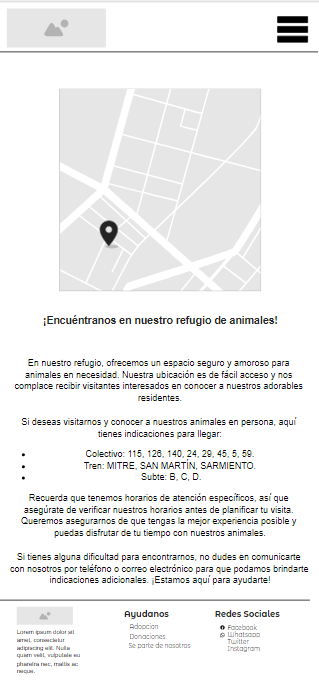 ¡Encuéntranos en nuestro refugio de animales!
En nuestro refugio, ofrecemos un espacio seguro y amoroso para
animales en necesidad. Nuestra ubicación es de fácil acceso y nos
complace recibir visitantes interesados en conocer a nuestros adorables
residentes.
Si deseas visitarnos y conocer a nuestros animales en persona, aquí
tienes indicaciones para llegar:
Colectivo: 115, 126, 140, 24, 29, 45, 5, 59.
Tren: MITRE, SAN MARTÍN, SARMIENTO.
Subte: B, C, D.
Recuerda que tenemos horarios de atención específicos, así que
asegúrate de verificar nuestros horarios antes de planificar tu visita.
Queremos asegurarnos de que tengas la mejor experiencia posible y
puedas disfrutar de tu tiempo con nuestros animales.
Si tienes alguna dificultad para encontrarnos, no dudes en comunicarte
con nosotros por teléfono o correo electrónico para que podamos brindarte
indicaciones adicionales. ¡Estamos aquí para ayudarte!
Lorem ipsum dolor sit
amet, consectetur
adipiscing elit. Nulla
quam velit, vulputate eu
pharetra nec, mattis ac
neque.
Ayudanos
Adopcion
Donaciones
Se parte de nosotros
Redes Sociales
Facebook
Whatsapp
Twitter
Instagram